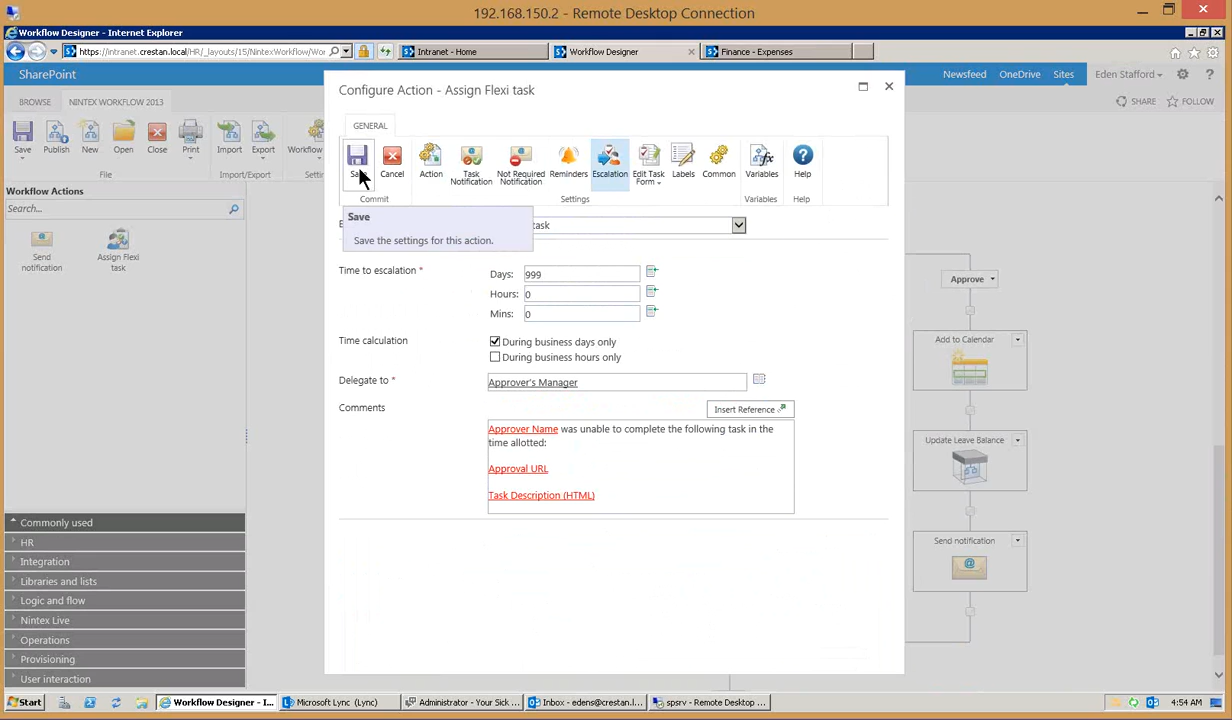 192.168.150.2 - Remote Desktop Connection
Workflow Designer - Internet Explorer
https://intranet.crestan.local/HR/_layouts/15/NintexWorkflow/Wor
Intranet - Home
Workflow Designer
Finance - Expenses
SharePoint
Newsfeed
OneDrive
Sites
Eden Stafford
BROWSE
NINTEX WORKFLOW 2013
SHARE
FOLLOW
Save
Publish
New
Open
Close
Print
Import
Export
Workflow
File
Import/Export
Workflow Actions
Search...
Send
notification
Assign Flexi
task
Commonly used
HR
Integration
Libraries and lists
Logic and flow
Nintex Live
Operations
Provisioning
User interaction
Configure Action - Assign Flexi task
GENERAL
Cancel
Action
Task
Notification
Not Required
Notification
Reminders
Escalation
Edit Task
Form
Labels
Common
Variables
Help
Commit
Settings
Variables
Help
Save
Save the settings for this action.
task
Time to escalation *
Days: 999
Hours: 0
Mins: 0
Time calculation
During business days only
During business hours only
Delegate to *
Approver's Manager
Comments
Insert Reference
Approver Name was unable to complete the following task in the
time allotted:
Approval URL
Task Description (HTML)
Approve
Add to Calendar
Update Leave Balance
Send notification
Start
Workflow Designer - I...
Microsoft Lync (Lync)
Administrator - Your Sick ...
Inbox - edens@crestan.l...
spsrv - Remote Desktop ...
4:54 AM